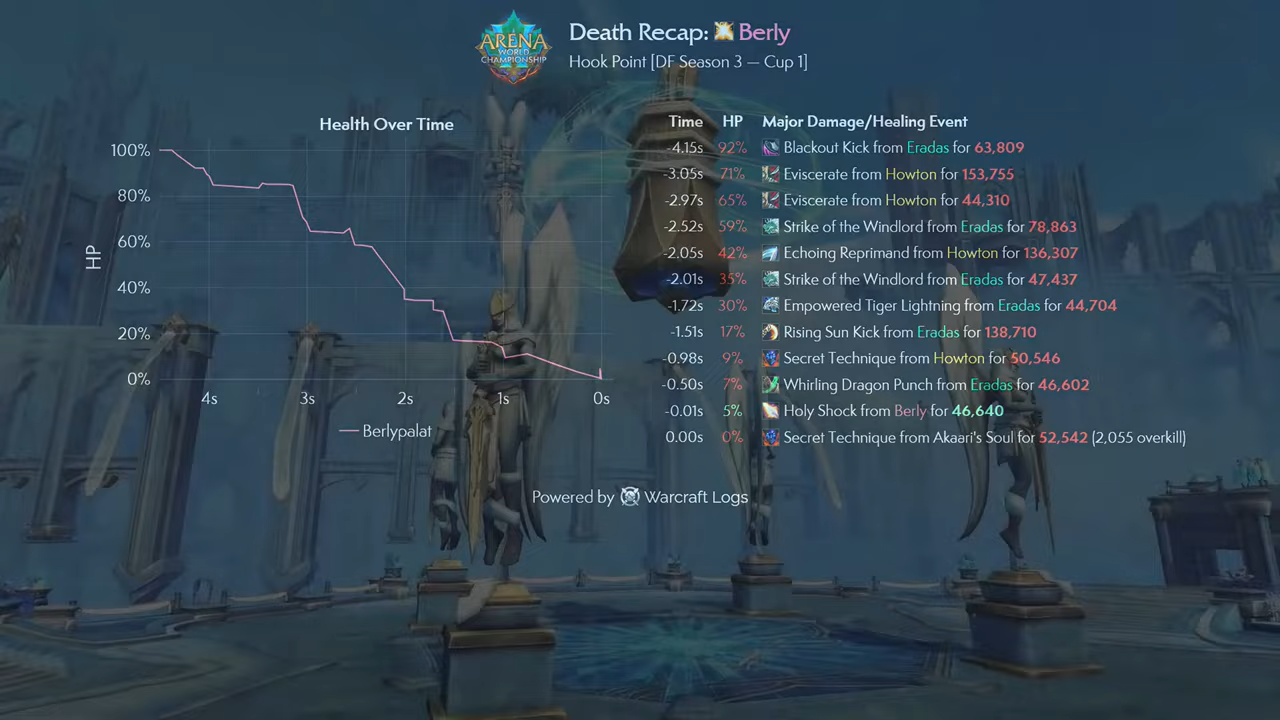 ARENA
WORLD
CHAMPIONSHIP
Death Recap: Berly
Hook Point [DF Season 3 — Cup 1]
Health Over Time
HP
100%
80%
60%
40%
20%
0%
4s 3s 2s 1s 0s
Berlypalat
Time HP Major Damage/Healing Event
-4.15s 92% Blackout Kick from Eradas for 63,809
-3.05s 71% Eviscerate from Howton for 153,755
-2.97s 65% Eviscerate from Howton for 44,310
-2.52s 59% Strike of the Windlord from Eradas for 78,863
-2.05s 42% Echoing Reprimand from Howton for 136,307
-2.01s 35% Strike of the Windlord from Eradas for 47,437
-1.72s 30% Empowered Tiger Lightning from Eradas for 44,704
-1.51s 17% Rising Sun Kick from Eradas for 138,710
-0.98s 9% Secret Technique from Howton for 50,546
-0.50s 7% Whirling Dragon Punch from Eradas for 46,602
-0.01s 5% Holy Shock from Berly for 46,640
0.00s 0% Secret Technique from Akaari's Soul for 52,542 (2,055 overkill)
Powered by Warcraft Logs